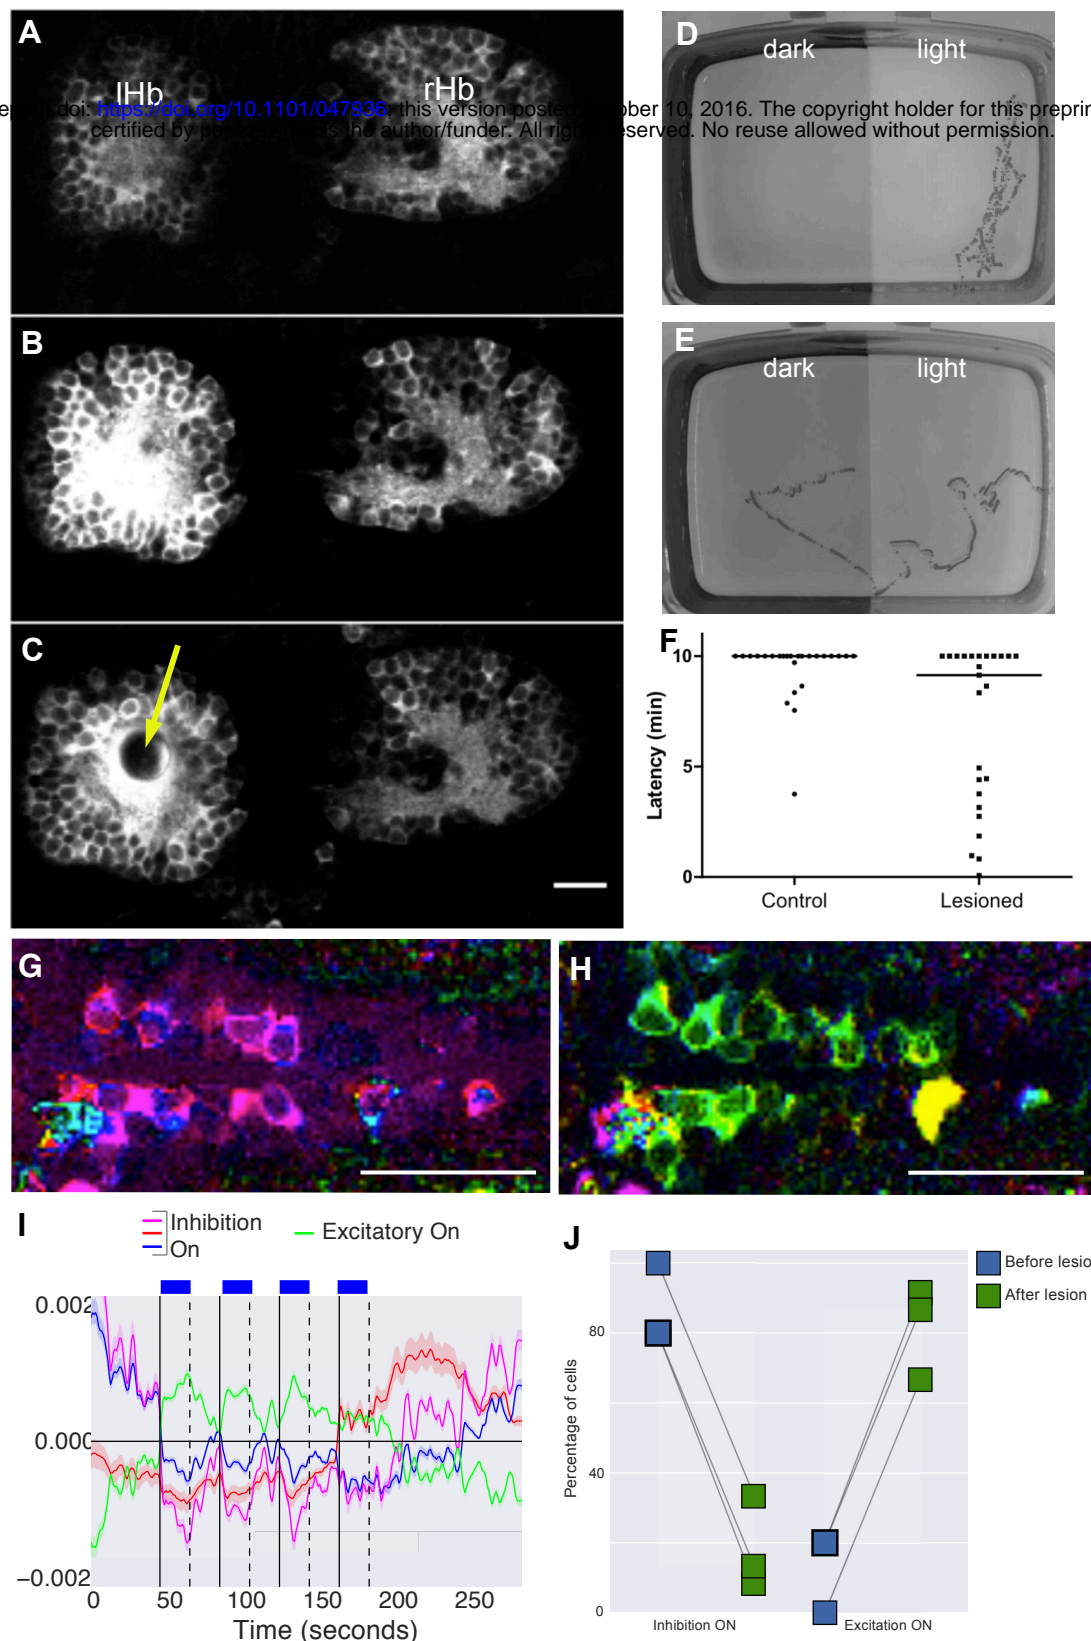 A
lHb
rHb
doi: https://doi.org/10.1101/047936; this version posted ber 10, 2016. The copyright holder for this preprin
certified by the author/funder. All reserved. No reuse allowed without permission.
B
C
D
dark
light
E
dark
light
F
10
5
0
Latency (min)
Control
Lesioned
G
H
I
Inhibition
On
Excitatory On
0.002
0.000
−0.002
0
50
100
150
200
250
Time (seconds)
J
Before lesio
After lesion
80
40
0
Percentage of cells
Inhibition ON
Excitation ON